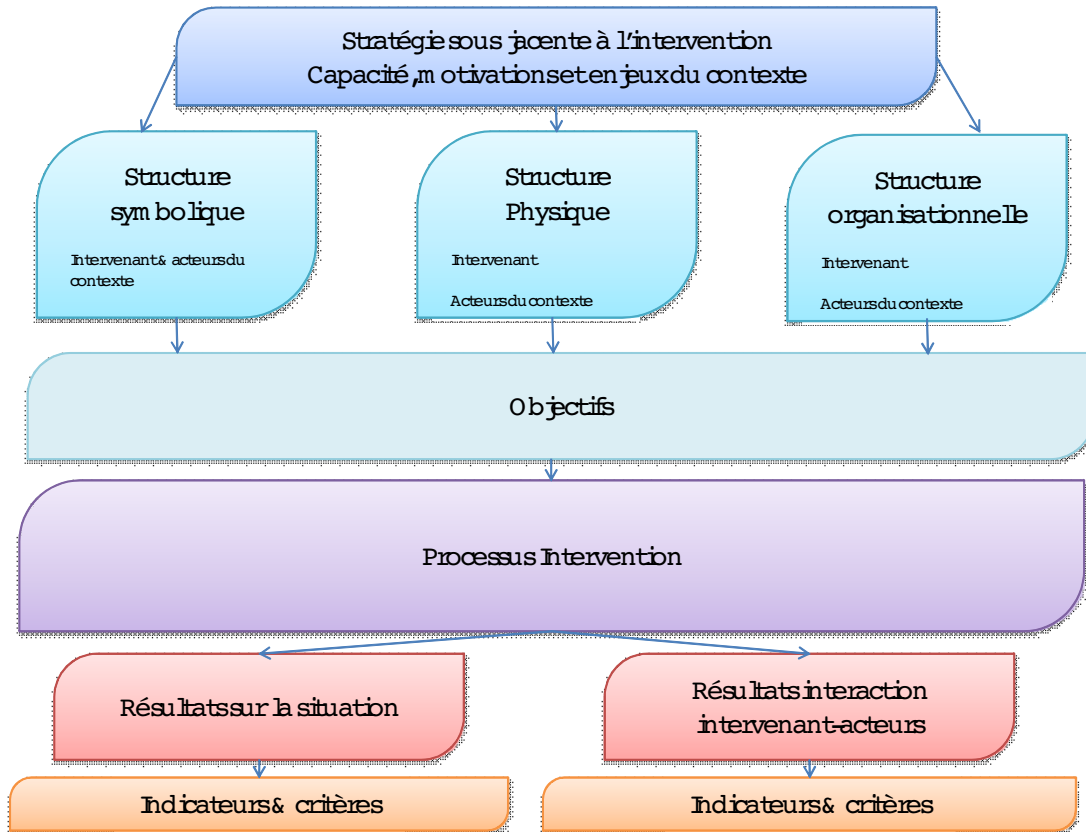 Stratégie sous jacente à l'intervention
Capacité, motivations et enjeux du contexte
Structure
symbolique
Intervenant & acteurs du
contexte
Structure
Physique
Intervenant
Acteurs du contexte
Structure
organisationnelle
Intervenant
Acteurs du contexte
Objectifs
Processus Intervention
Résultats sur la situation
Résultats interaction
intervenant-acteurs
Indicateurs & critères
Indicateurs & critères